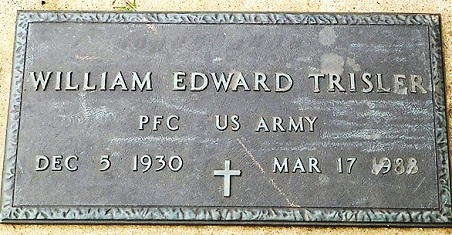 WILLIAM EDWARD TRISLER
PFC US ARMY
DEC 5 1930 MAR 17 1988